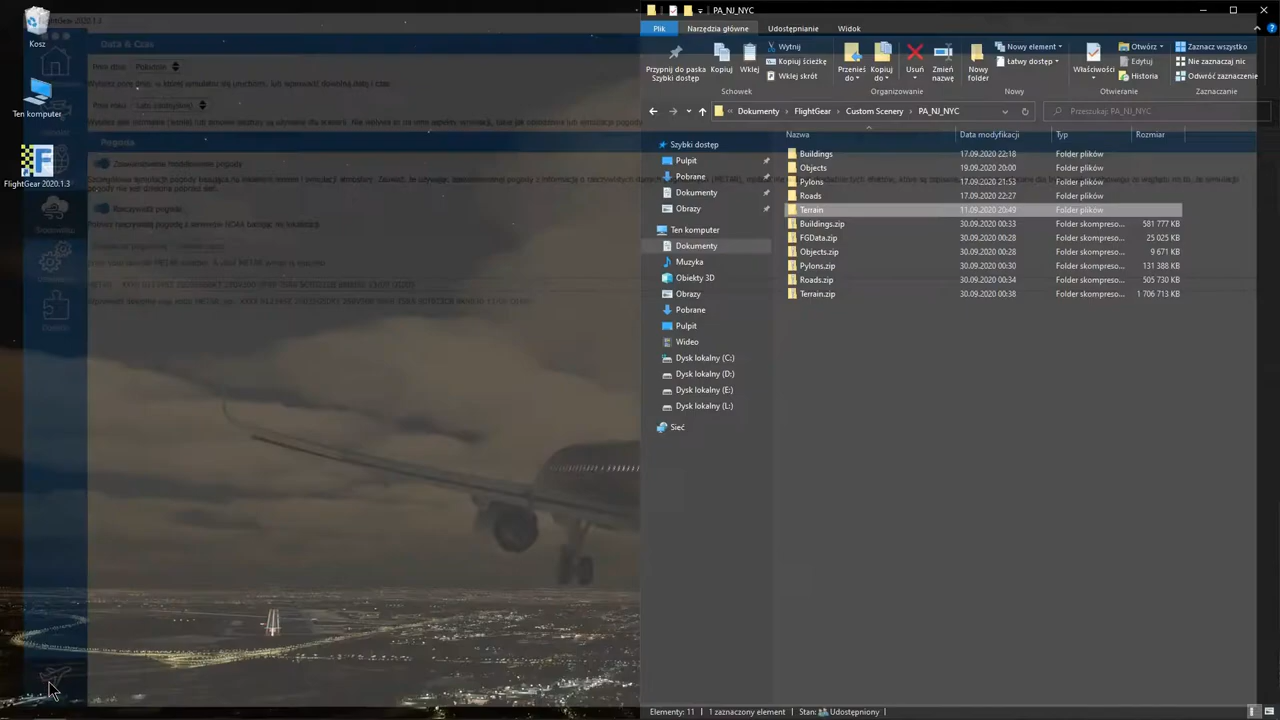 Kosz
Ten komputer
FlightGear 2020.1.3
FlightGear 2020.1.3
Data & Czas
Pogoda
PA_NJ_NYC
Plik
Narzędzia główne
Udostępnianie
Widok
Przypnij do paska
Szybki dostęp
Kopiuj
Wklej
Wytnij
Kopiuj ścieżkę
Wklej skrót
Schowek
Przenieś
do
Kopiuj
do
Usuń
Zmień
nazwę
Organizowanie
Nowy
folder
Nowy element
Łatwy dostęp
Nowy
Właściwości
Otwórz
Edytuj
Historia
Otwieranie
Zaznacz wszystko
Nie zaznaczaj nic
Odwróć zaznaczenie
Zaznaczanie
Dokumenty
FlightGear
Custom Scenery
PA_NJ_NYC
Przeszukaj: PA_NJ_NYC
Szybki dostęp
Pulpit
Pobrane
Dokumenty
Obrazy
Ten komputer
Dokumenty
Muzyka
Obiekty 3D
Obrazy
Pobrane
Pulpit
Wideo
Dysk lokalny (C:)
Dysk lokalny (D:)
Dysk lokalny (E:)
Dysk lokalny (L:)
Sieć
Nazwa Data modyfikacji Typ Rozmiar
Buildings 17.09.2020 22:18 Folder plików
Objects 19.09.2020 20:00 Folder plików
Pylons 17.09.2020 21:53 Folder plików
Roads 17.09.2020 22:27 Folder plików
Terrain 11.09.2020 20:49 Folder plików
Buildings.zip 30.09.2020 00:33 Folder skompreso... 581 777 KB
FGData.zip 30.09.2020 00:28 Folder skompreso... 25 025 KB
Objects.zip 30.09.2020 00:28 Folder skompreso... 9 671 KB
Pylons.zip 30.09.2020 00:30 Folder skompreso... 131 388 KB
Roads.zip 30.09.2020 00:34 Folder skompreso... 505 730 KB
Terrain.zip 30.09.2020 00:38 Folder skompreso... 1 706 713 KB
Elementy: 11
1 zaznaczony element
Stan:
Udostępniony